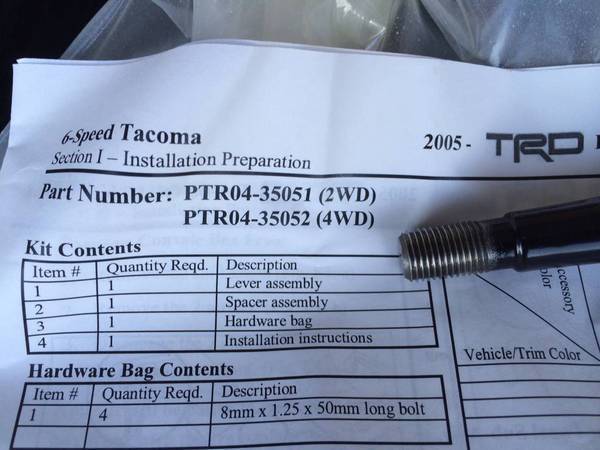 6-Speed Tacoma 2005- TRD
Section I – Installation Preparation
Part Number: PTR04-35051 (2WD)
PTR04-35052 (4WD)
Kit Contents
Item # Quantity Reqd. Description
1 1 Lever assembly
2 1 Spacer assembly
3 1 Hardware bag
4 1 Installation instructions
Hardware Bag Contents
Item # Quantity Reqd. Description
1 4 8mm x 1.25 x 50mm long bolt
Vehicle/Trim Color